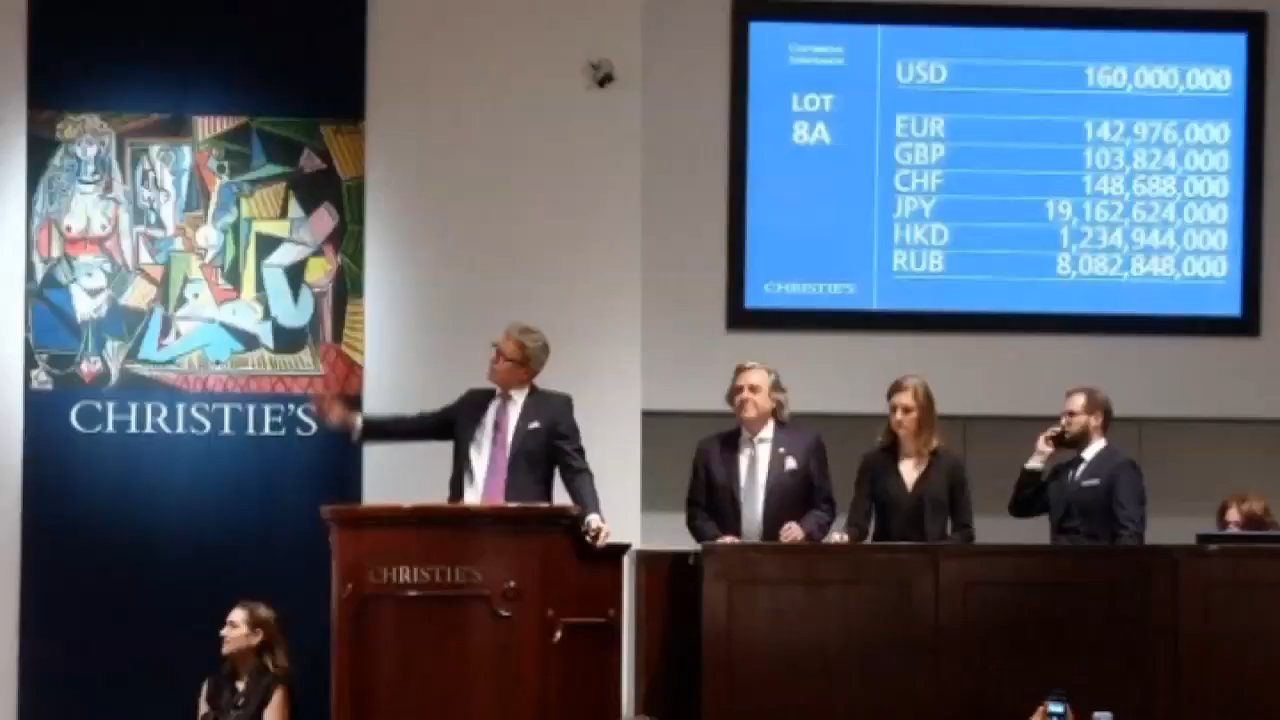 CHRISTIE'S
CHRISTIE'S
LOT
8A
USD 160,000,000
EUR 142,976,000
GBP 103,824,000
CHF 148,688,000
JPY 19,162,624,000
HKD 1,234,944,000
RUB 8,082,848,000
CHRISTIE'S